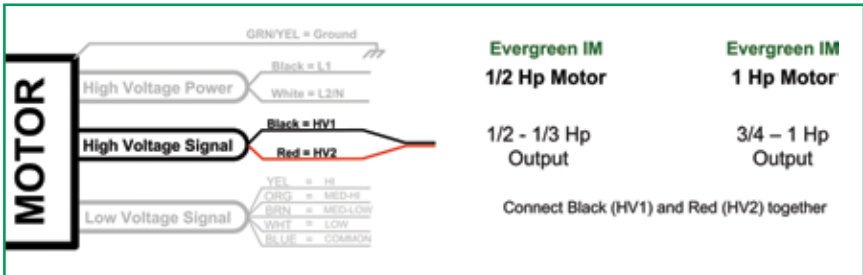 GRN/YEL = Ground
MOTOR
High Voltage Power
Black = L1
White = L2/N
High Voltage Signal
Black = HV1
Red = HV2
Low Voltage Signal
YEL = HI
ORG = MED-HI
BRN = MED-LOW
WHT = LOW
BLUE = COMMON
Evergreen IM
1/2 Hp Motor
1/2 - 1/3 Hp
Output
Evergreen IM
1 Hp Motor
3/4 – 1 Hp
Output
Connect Black (HV1) and Red (HV2) together